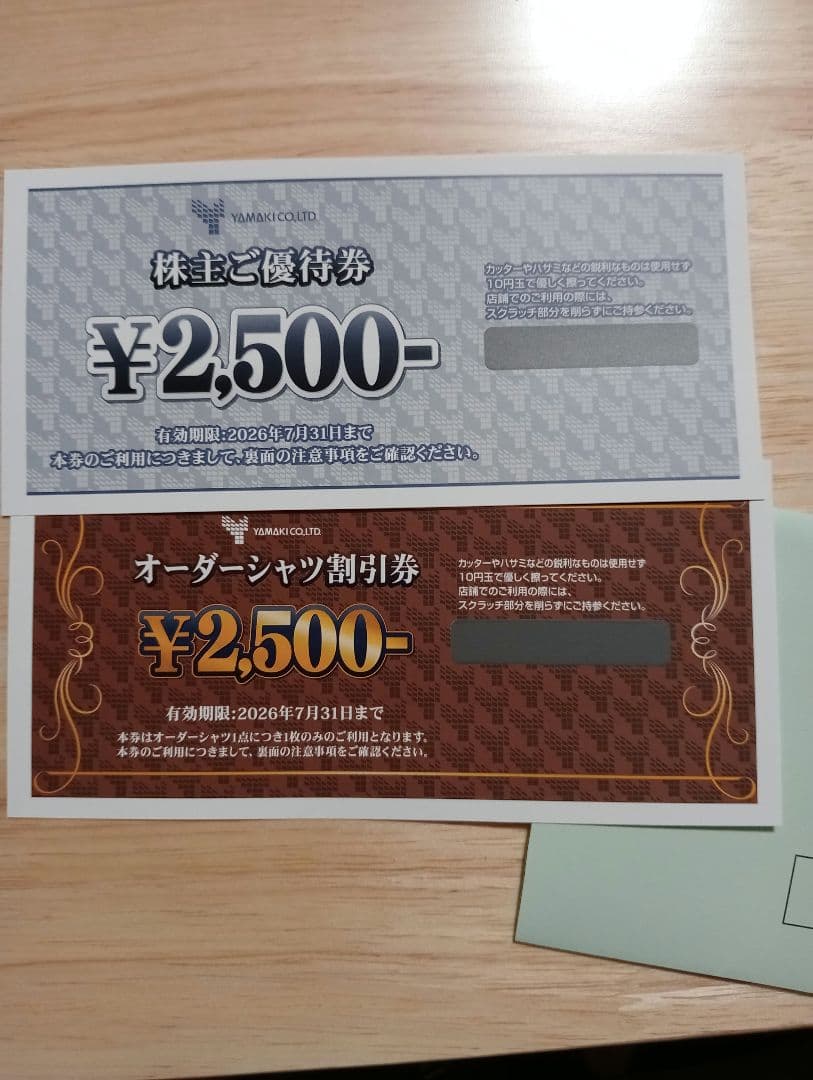 YAMAKI CO.,LTD.
株主ご優待券
¥2,500-
有効期限:2026年7月31日まで
本券のご利用につきまして、裏面の注意事項をご確認ください。
カッターやハサミなどの鋭利なものは使用せず
10円玉で優しく擦ってください。
店舗でのご利用の際には、
スクラッチ部分を削らずにご持参ください。
YAMAKI CO.,LTD.
オーダーシャツ割引券
¥2,500-
有効期限:2026年7月31日まで
本券はオーダーシャツ1点につき1枚のみのご利用となります。
本券のご利用につきまして、裏面の注意事項をご確認ください。
カッターやハサミなどの鋭利なものは使用せず
10円玉で優しく擦ってください。
店舗でのご利用の際には、
スクラッチ部分を削らずにご持参ください。